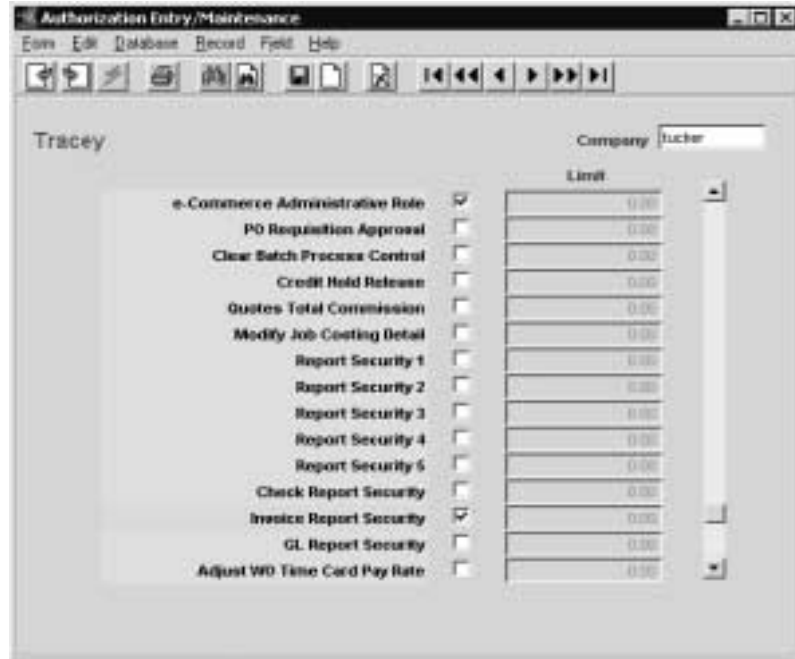 Authorization Entry/Maintenance
Form Edit Database Record Field Help
Tracey
Company tucker
Limit
e-Commerce Administrative Role 0.00
PO Requisition Approval 0.00
Clear Batch Process Control 0.00
Credit Hold Release 0.00
Quotes Total Commission 0.00
Modify Job Costing Detail 0.00
Report Security 1 0.00
Report Security 2 0.00
Report Security 3 0.00
Report Security 4 0.00
Report Security 5 0.00
Check Report Security 0.00
Invoice Report Security 0.00
GL Report Security 0.00
Adjust WO Time Card Pay Rate 0.00